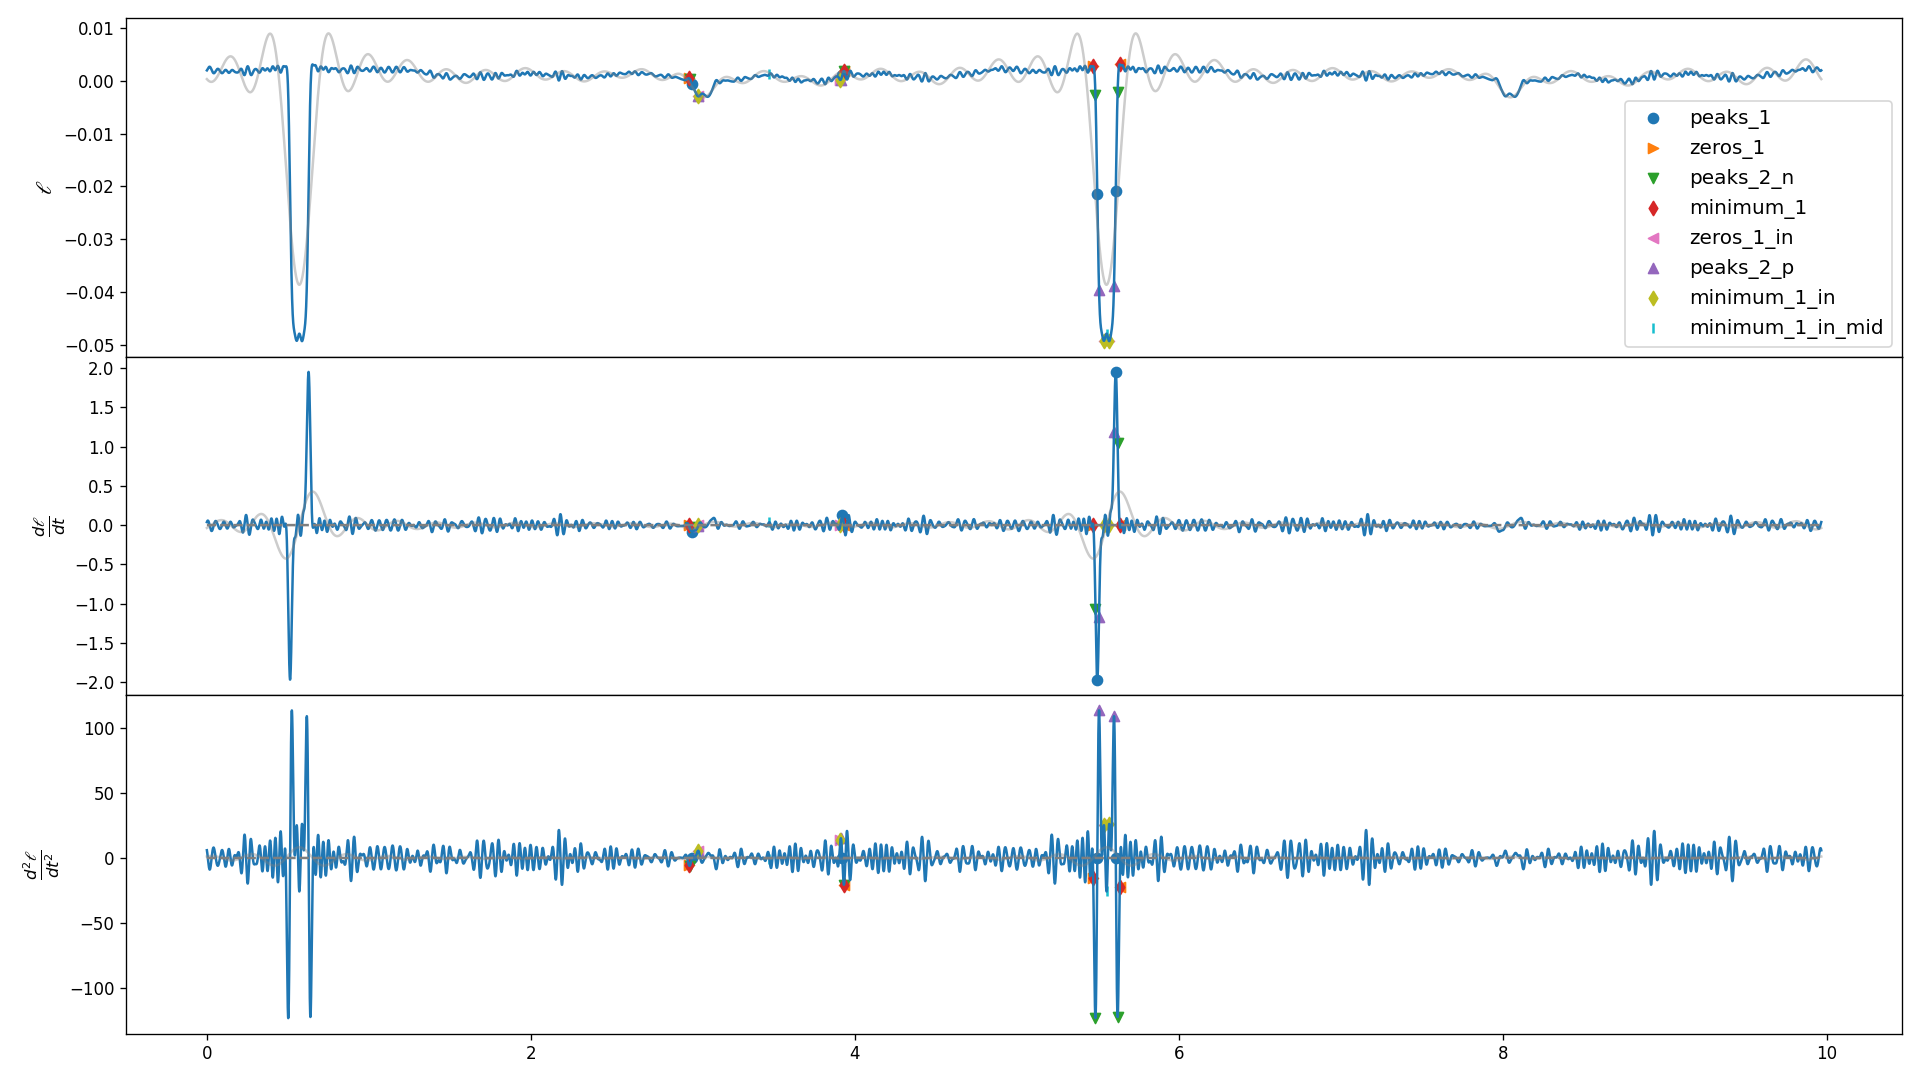 0.01
0.00
−0.01
−0.02
−0.03
−0.04
−0.05
ℓ
peaks_1
zeros_1
peaks_2_n
minimum_1
zeros_1_in
peaks_2_p
minimum_1_in
minimum_1_in_mid
2.0
1.5
1.0
0.5
0.0
−0.5
−1.0
−1.5
−2.0
dℓ
dt
100
50
0
−50
−100
d²ℓ
dt²
0 2 4 6 8 10